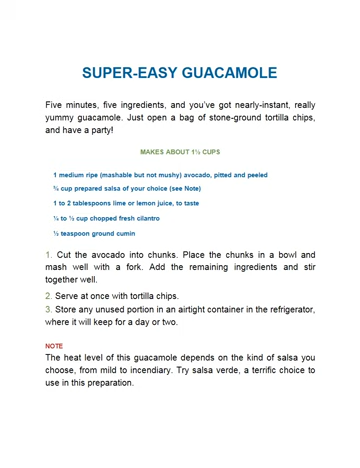 SUPER-EASY GUACAMOLE
Five minutes, five ingredients, and you've got nearly-instant, really
yummy guacamole. Just open a bag of stone-ground tortilla chips,
and have a party!
MAKES ABOUT 1½ CUPS
1 medium ripe (mashable but not mushy) avocado, pitted and peeled
¾ cup prepared salsa of your choice (see Note)
1 to 2 tablespoons lime or lemon juice, to taste
¼ to ½ cup chopped fresh cilantro
½ teaspoon ground cumin
1. Cut the avocado into chunks. Place the chunks in a bowl and
mash well with a fork. Add the remaining ingredients and stir
together well.
2. Serve at once with tortilla chips.
3. Store any unused portion in an airtight container in the refrigerator,
where it will keep for a day or two.
NOTE
The heat level of this guacamole depends on the kind of salsa you
choose, from mild to incendiary. Try salsa verde, a terrific choice to
use in this preparation.